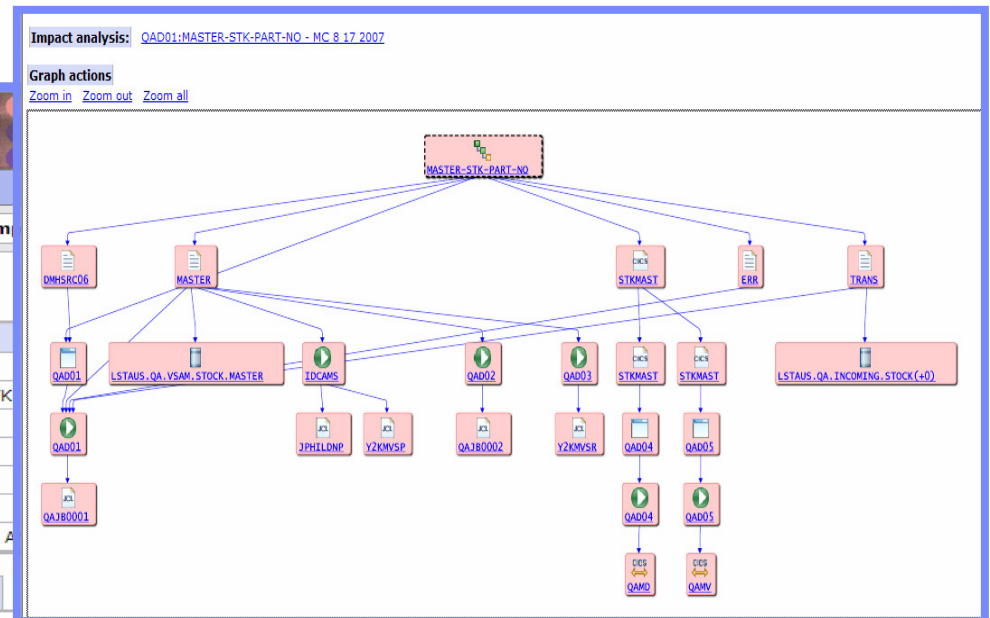 Impact analysis: QAD01:MASTER-STK-PART-NO - MC 8 17 2007
Graph actions
Zoom in Zoom out Zoom all
MASTER-STK-PART-NO
DMHSRC06 MASTER CICS STKMAST ERR TRANS
QAD01 LSTAUS.QA.VSAM.STOCK.MASTER IDCAMS QAD02 QAD03 CICS STKMAST CICS STKMAST LSTAUS.QA.INCOMING.STOCK(+0)
QAD01 JCL JPHILDNP JCL Y2KMVSP JCL QAJB0002 JCL Y2KMVSR QAD04 QAD05
JCL QAJB0001 QAD04 QAD05
CICS QAMD CICS QAMV